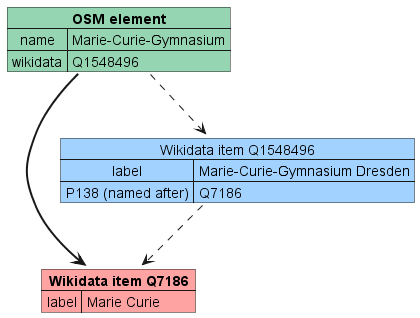 OSM element
name Marie-Curie-Gymnasium
wikidata Q1548496
Wikidata item Q1548496
label Marie-Curie-Gymnasium Dresden
P138 (named after) Q7186
Wikidata item Q7186
label Marie Curie